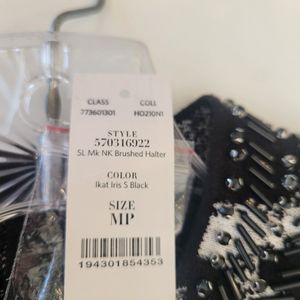 CLASS COLL
773601301 HO210N1
STYLE
570316922
SL Mk NK Brushed Halter
COLOR
Ikat Iris S Black
SIZE
MP
194301854353